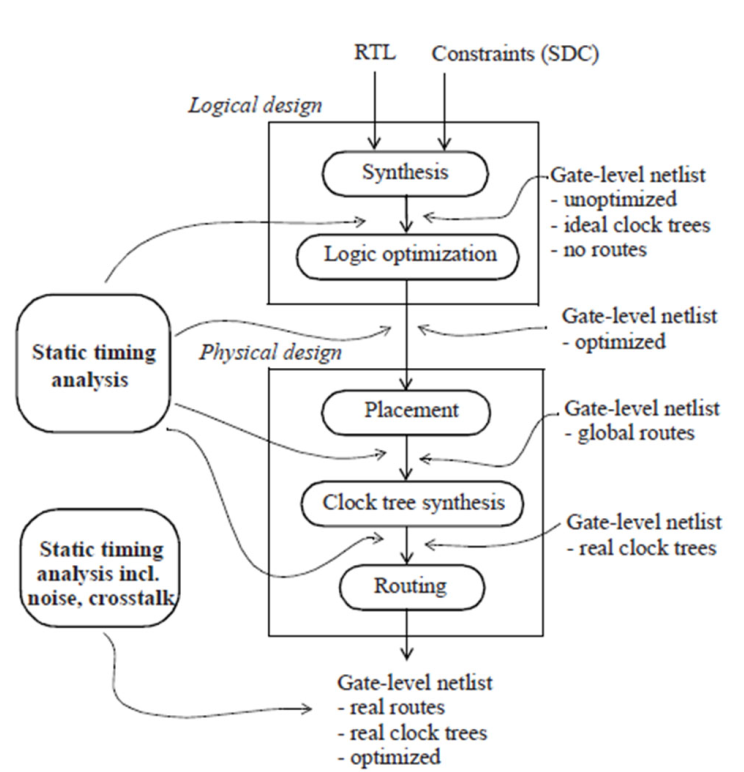 RTL
Constraints (SDC)
Logical design
Synthesis
Gate-level netlist
- unoptimized
- ideal clock trees
- no routes
Logic optimization
Static timing
analysis
Gate-level netlist
- optimized
Physical design
Placement
Gate-level netlist
- global routes
Clock tree synthesis
Gate-level netlist
- real clock trees
Static timing
analysis incl.
noise, crosstalk
Routing
Gate-level netlist
- real routes
- real clock trees
- optimized